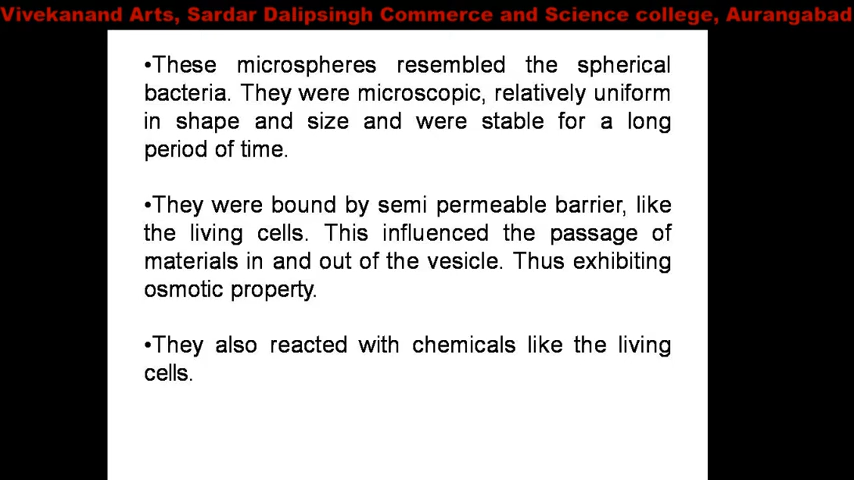 Vivekanand Arts, Sardar Dalipsingh Commerce and Science college, Aurangabad
•These microspheres resembled the spherical
bacteria. They were microscopic, relatively uniform
in shape and size and were stable for a long
period of time.
•They were bound by semi permeable barrier, like
the living cells. This influenced the passage of
materials in and out of the vesicle. Thus exhibiting
osmotic property.
•They also reacted with chemicals like the living
cells.